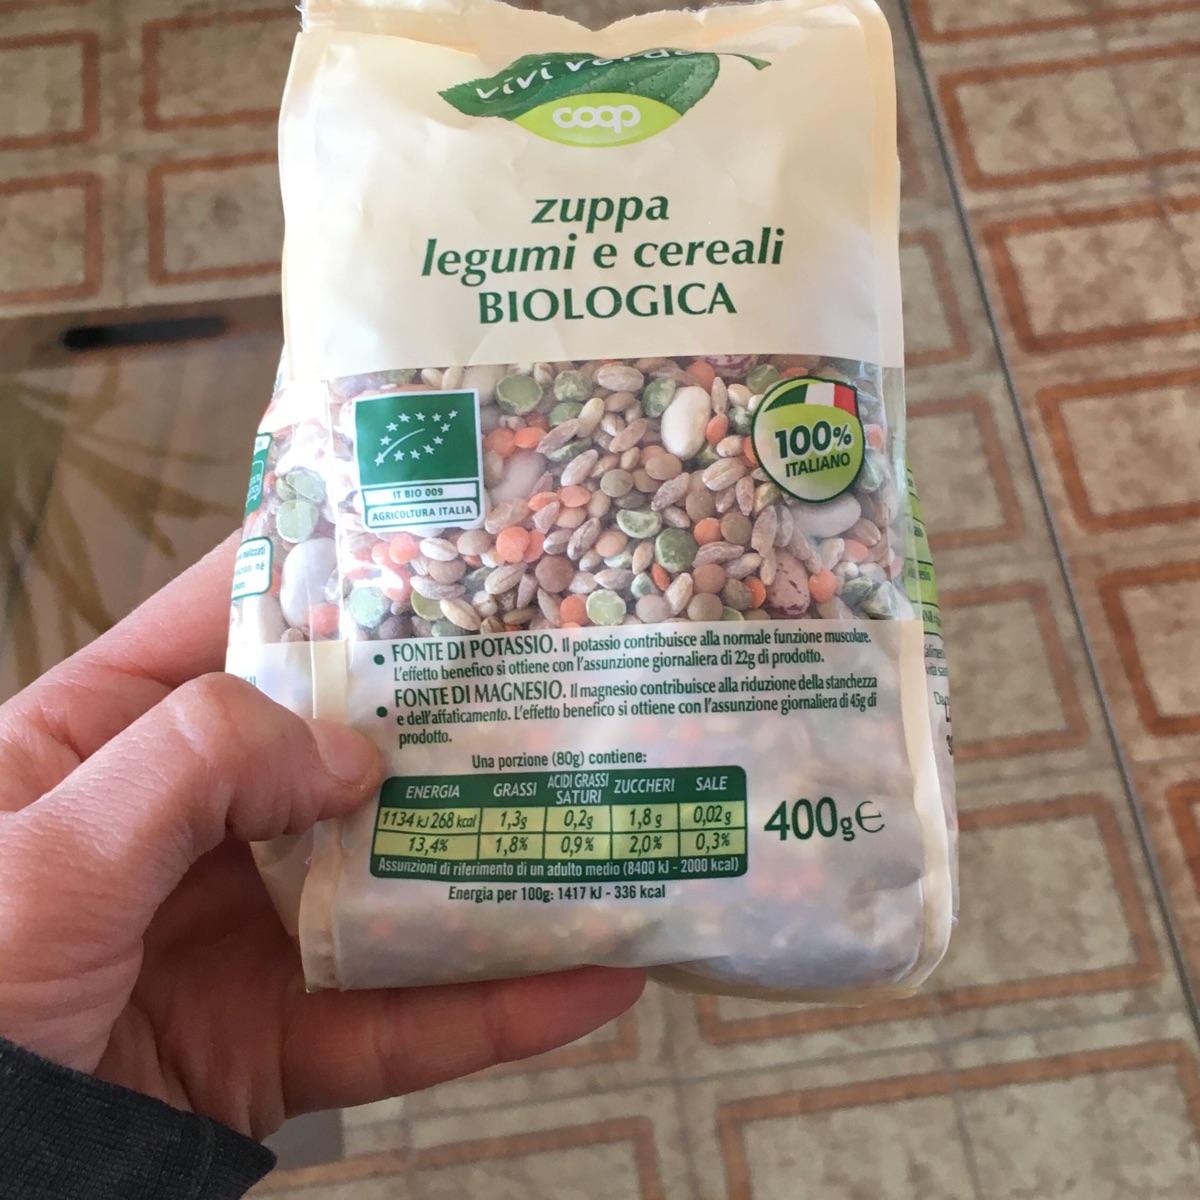 vivi verde
coop
zuppa
legumi e cereali
BIOLOGICA
IT BIO 009
AGRICOLTURA ITALIA
100%
ITALIANO
• FONTE DI POTASSIO. Il potassio contribuisce alla normale funzione muscolare.
L'effetto benefico si ottiene con l'assunzione giornaliera di 22g di prodotto.
• FONTE DI MAGNESIO. Il magnesio contribuisce alla riduzione della stanchezza
e dell'affaticamento. L'effetto benefico si ottiene con l'assunzione giornaliera di 45g di
prodotto.
Una porzione (80g) contiene:
ENERGIA GRASSI ACIDI GRASSI SATURI ZUCCHERI SALE
1134 kJ 268 kcal 1,3g 0,2g 1,8 g 0,02 g
13,4% 1,8% 0,9% 2,0% 0,3%
Assunzioni di riferimento di un adulto medio (8400 kJ - 2000 kcal)
Energia per 100g: 1417 kJ - 336 kcal
400g℮